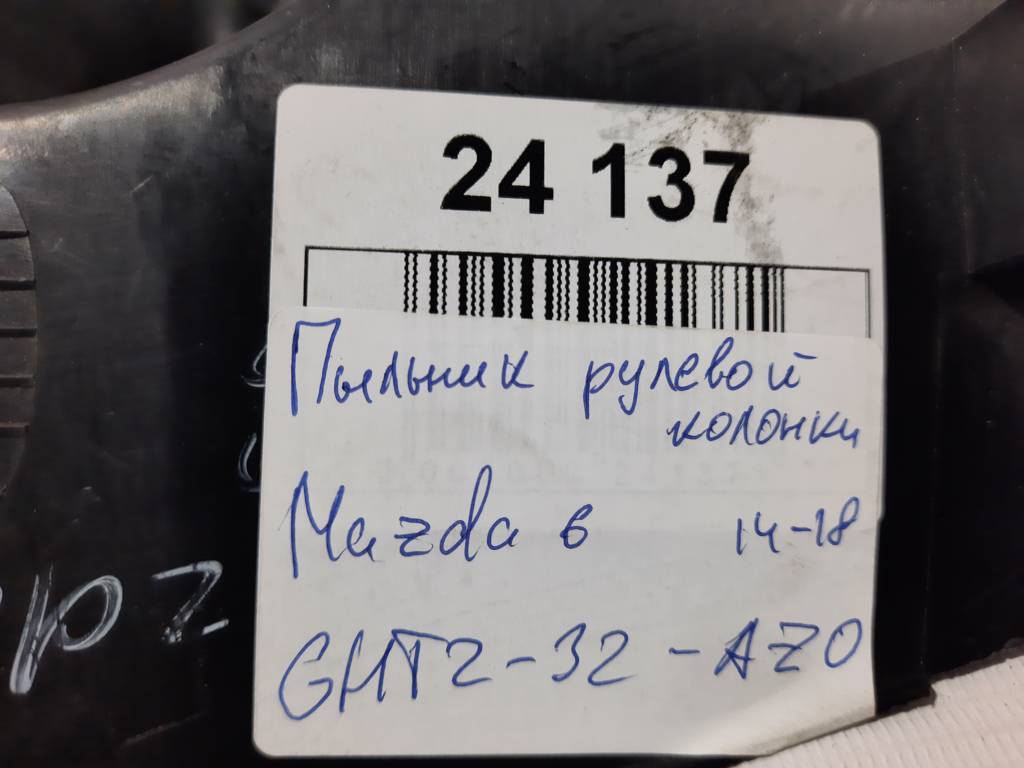 24 137
Пыльник рулевой
колонки
Mazda 6 14-18
GHT2-32-AZ0